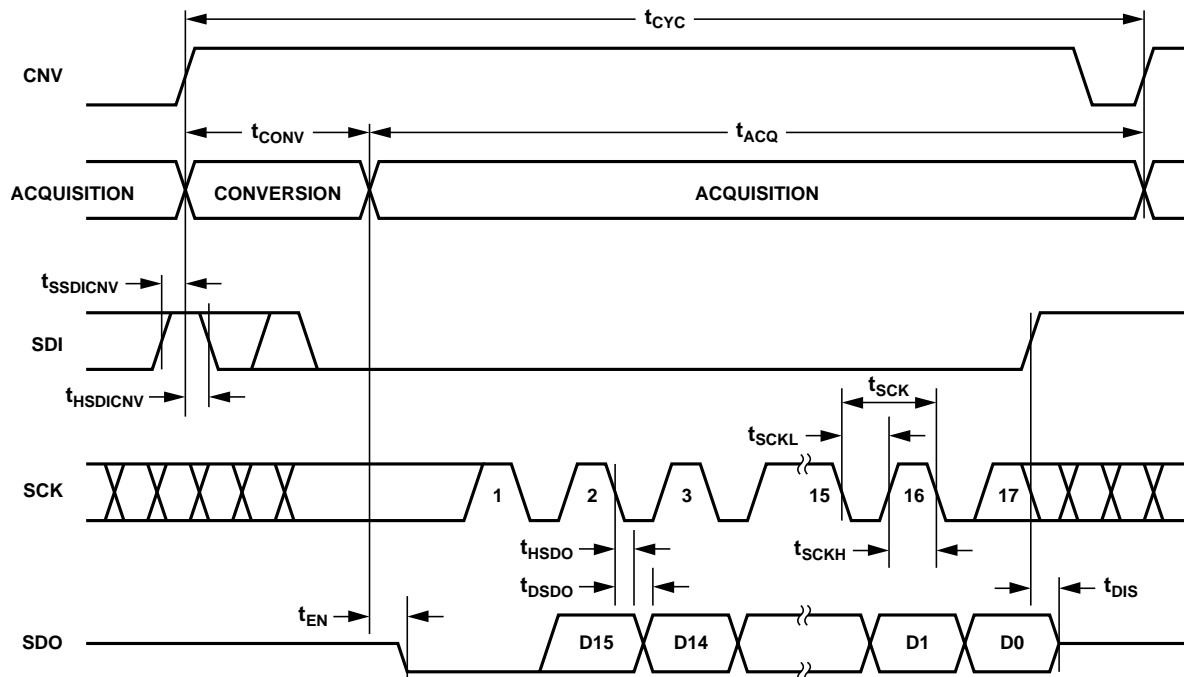 tCYC
CNV
tCONV
tACQ
ACQUISITION CONVERSION ACQUISITION
tSSDICNV
SDI
tHSDICNV
tSCK
tSCKL
SCK 1 2 3 15 16 17
tHSDO
tSCKH
tDSDO
tDIS
tEN
SDO D15 D14 D1 D0